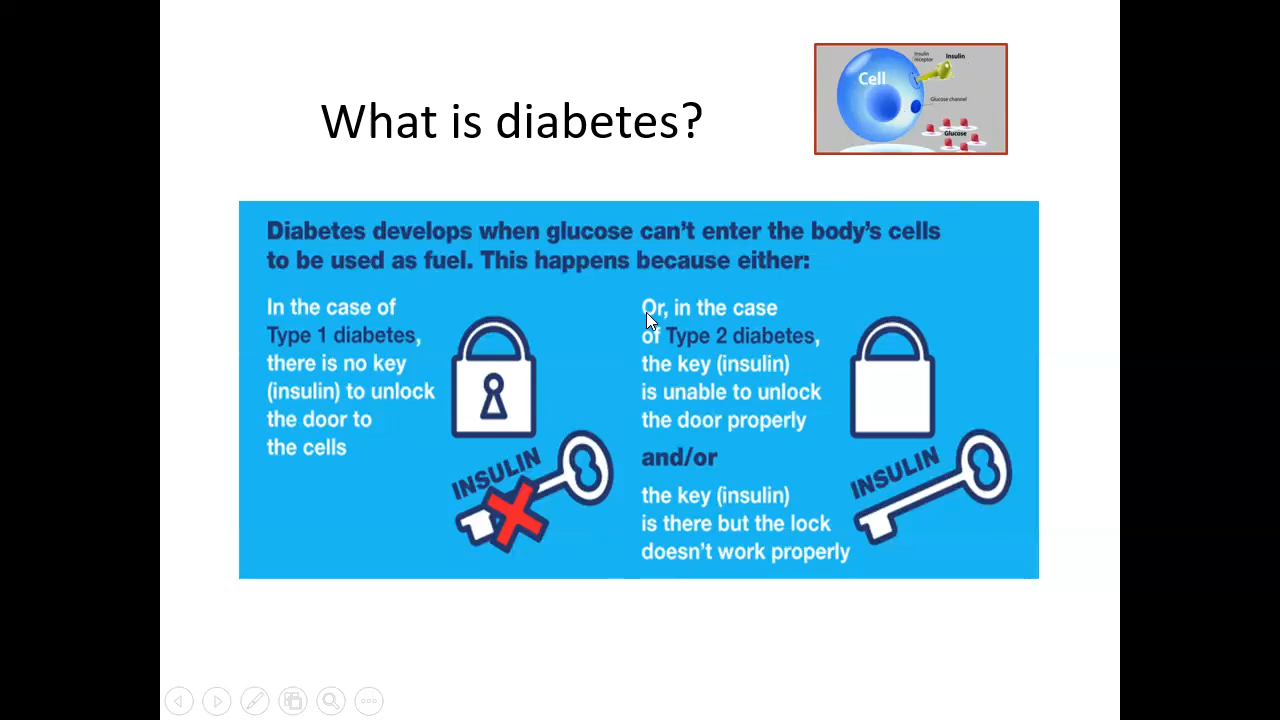 What is diabetes?
Cell
Insulin
receptor
Insulin
Glucose channel
Glucose
Diabetes develops when glucose can't enter the body's cells
to be used as fuel. This happens because either:
In the case of
Type 1 diabetes,
there is no key
(insulin) to unlock
the door to
the cells
INSULIN
Or, in the case
of Type 2 diabetes,
the key (insulin)
is unable to unlock
the door properly
and/or
the key (insulin)
is there but the lock
doesn't work properly
INSULIN